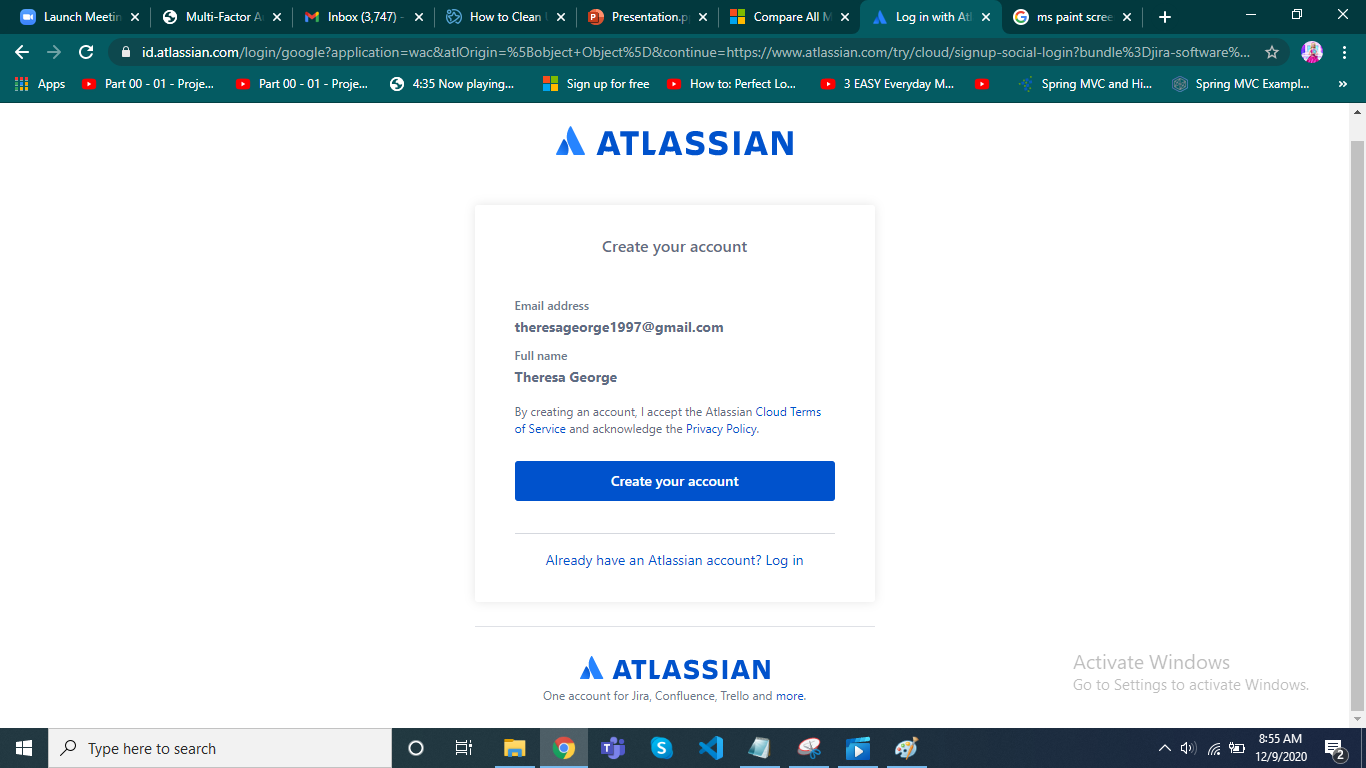 Launch Meetin
Multi-Factor A
Inbox (3,747) -
How to Clean
Presentation.p
Compare All M
Log in with Atl
ms paint scree
id.atlassian.com/login/google?application=wac&atlOrigin=%5Bobject+Object%5D&continue=https://www.atlassian.com/try/cloud/signup-social-login?bundle%3Djira-software%...
Apps
Part 00 - 01 - Proje...
Part 00 - 01 - Proje...
4:35 Now playing...
Sign up for free
How to: Perfect Lo...
3 EASY Everyday M...
Spring MVC and Hi...
Spring MVC Exampl...
»
ATLASSIAN
Create your account
Email address
theresageorge1997@gmail.com
Full name
Theresa George
By creating an account, I accept the Atlassian Cloud Terms
of Service and acknowledge the Privacy Policy.
Create your account
Already have an Atlassian account? Log in
ATLASSIAN
One account for Jira, Confluence, Trello and more.
Activate Windows
Go to Settings to activate Windows.
Type here to search
8:55 AM
12/9/2020
2